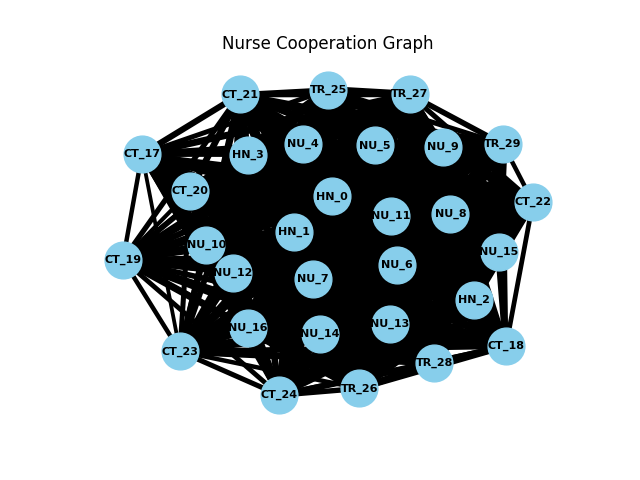 Nurse Cooperation Graph
TR_25
CT_21
TR_27
NU_4
TR_29
NU_5
NU_9
CT_17
HN_3
CT_20
HN_0
CT_22
NU_8
NU_11
HN_1
NU_10
NU_15
CT_19
NU_6
NU_12
NU_7
HN_2
NU_13
NU_16
NU_14
CT_18
CT_23
TR_28
TR_26
CT_24